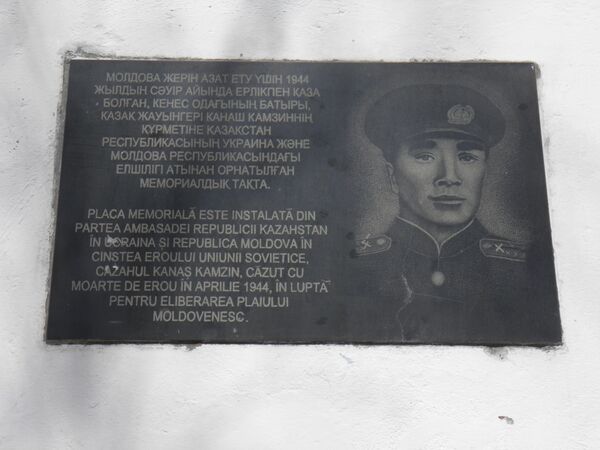 МОЛДОВА ЖЕРІН АЗАТ ЕТУ ҮШІН 1944
ЖЫЛДЫҢ СӘУІР АЙЫНДА ЕРЛІКПЕН ҚАЗА
БОЛҒАН, КЕҢЕС ОДАҒЫНЫҢ БАТЫРЫ,
ҚАЗАҚ ЖАУЫНГЕРІ ҚАНАШ КАМЗИННІҢ
ҚҰРМЕТІНЕ ҚАЗАҚСТАН
РЕСПУБЛИКАСЫНЫҢ УКРАИНА ЖӘНЕ
МОЛДОВА РЕСПУБЛИКАСЫНДАҒЫ
ЕЛШІЛІГІ АТЫНАН ОРНАТЫЛҒАН
МЕМОРИАЛДЫҚ ТАҚТА.
PLACA MEMORIALĂ ESTE INSTALATĂ DIN
PARTEA AMBASADEI REPUBLICII KAZAHSTAN
ÎN UCRAINA ȘI REPUBLICA MOLDOVA ÎN
CINSTEA EROULUI UNIUNII SOVIETICE,
CAZAHUL KANAȘ KAMZIN, CĂZUT CU
MOARTE DE EROU ÎN APRILIE 1944, ÎN LUPTĂ
PENTRU ELIBERAREA PLAIULUI
MOLDOVENESC.